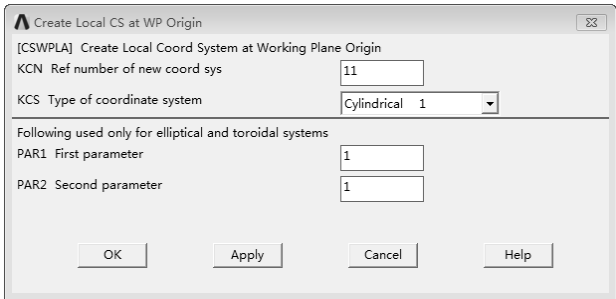 Create Local CS at WP Origin
[CSWPLA] Create Local Coord System at Working Plane Origin
KCN Ref number of new coord sys 11
KCS Type of coordinate system Cylindrical 1
Following used only for elliptical and toroidal systems
PAR1 First parameter 1
PAR2 Second parameter 1
OK Apply Cancel Help